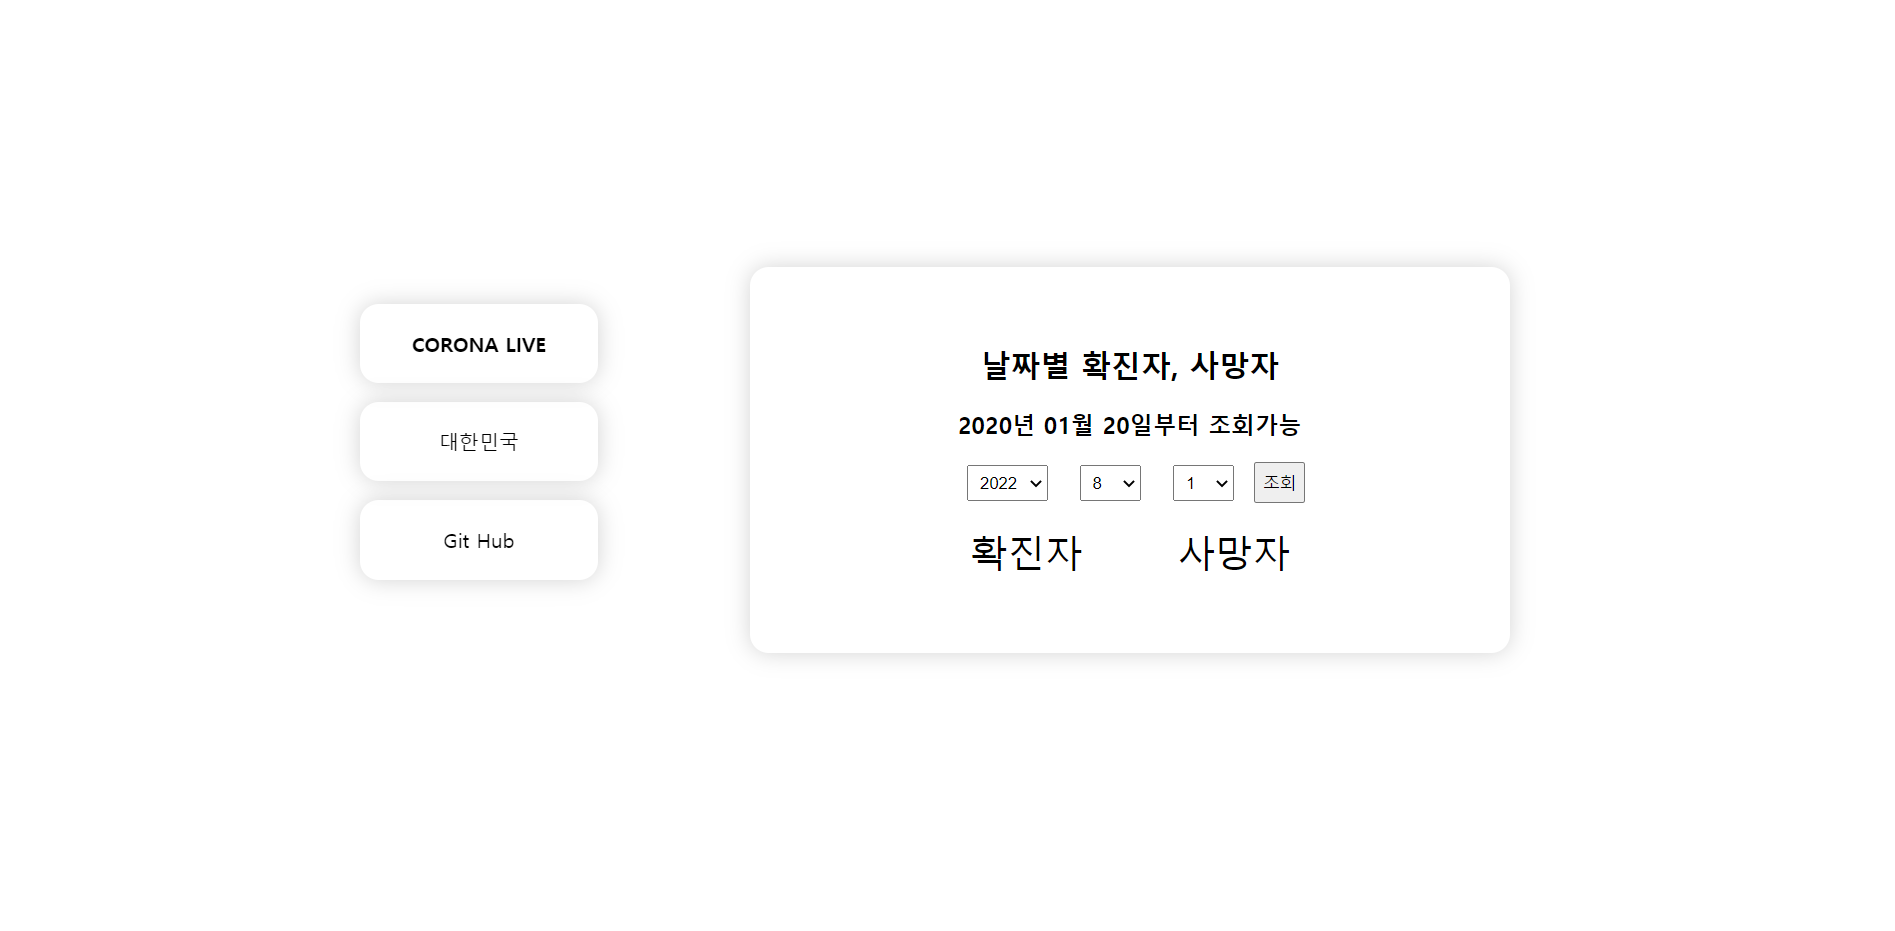 CORONA LIVE
대한민국
Git Hub
날짜별 확진자, 사망자
2020년 01월 20일부터 조회가능
2022 8 1 조회
확진자 사망자